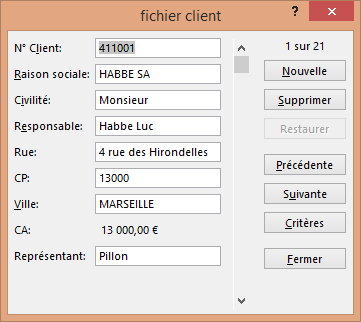 fichier client
?
N° Client: 411001
Raison sociale: HABBE SA
Civilité: Monsieur
Responsable: Habbe Luc
Rue: 4 rue des Hirondelles
CP: 13000
Ville: MARSEILLE
CA: 13 000,00 €
Représentant: Pillon
1 sur 21
Nouvelle
Supprimer
Restaurer
Précédente
Suivante
Critères
Fermer